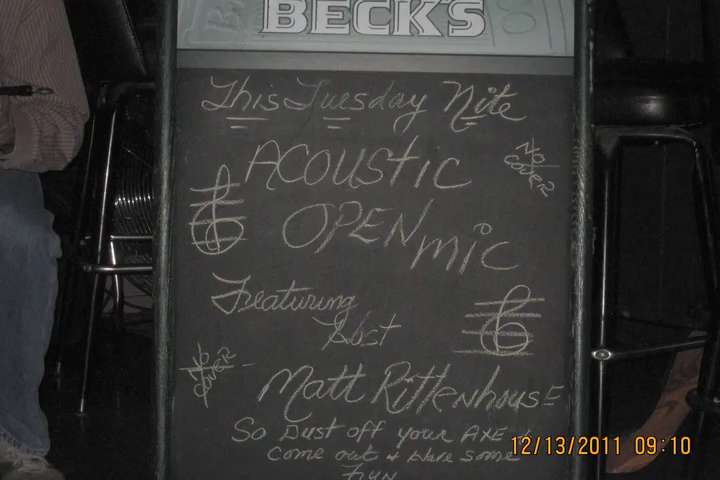 BECK'S
This Tuesday Nite
ACOUSTIC
NO
COVER
OPEN MIC
Featuring
Host
NO
COVER
Matt Rittenhouse
So Dust off your AXE
come out + Have some
Fun
12/13/2011 09:10